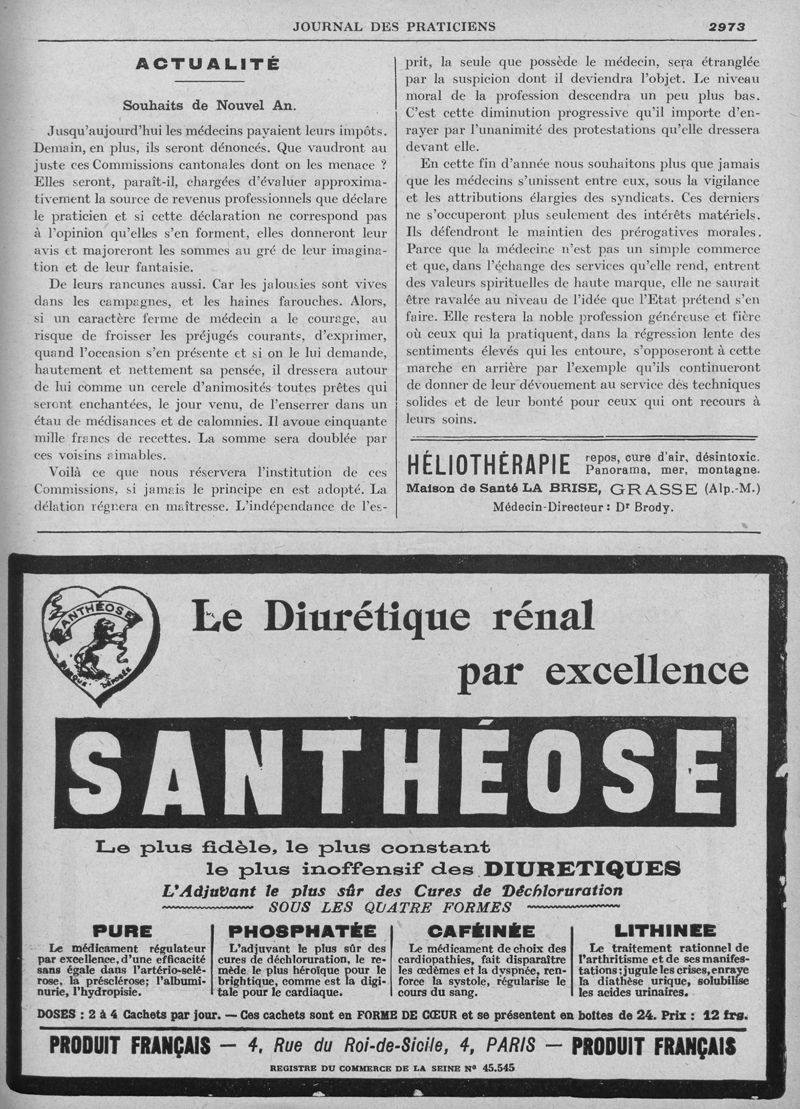 JOURNAL DES PRATICIENS 2973
ACTUALITÉ
Souhaits de Nouvel An.
Jusqu'aujourd'hui les médecins payaient leurs impôts.
Demain, en plus, ils seront dénoncés. Que vaudront au
juste ces Commissions cantonales dont on les menace ?
Elles seront, paraît-il, chargées d'évaluer approxima-
tivement la source de revenus professionnels que déclare
le praticien et si cette déclaration ne correspond pas
à l'opinion qu'elles s'en forment, elles donneront leur
avis et majoreront les sommes au gré de leur imagina-
tion et de leur fantaisie.
De leurs rancunes aussi. Car les jalousies sont vives
dans les campagnes, et les haines farouches. Alors,
si un caractère ferme de médecin a le courage, au
risque de froisser les préjugés courants, d'exprimer,
quand l'occasion s'en présente et si on le lui demande,
hautement et nettement sa pensée, il dressera autour
de lui comme un cercle d'animosités toutes prêtes qui
seront enchantées, le jour venu, de l'enserrer dans un
étau de médisances et de calomnies. Il avoue cinquante
mille francs de recettes. La somme sera doublée par
ces voisins aimables.
Voilà ce que nous réservera l'institution de ces
Commissions, si jamais le principe en est adopté. La
délation régnera en maîtresse. L'indépendance de l'es-
prit, la seule que possède le médecin, sera étranglée
par la suspicion dont il deviendra l'objet. Le niveau
moral de la profession descendra un peu plus bas.
C'est cette diminution progressive qu'il importe d'en-
rayer par l'unanimité des protestations qu'elle dressera
devant elle.
En cette fin d'année nous souhaitons plus que jamais
que les médecins s'unissent entre eux, sous la vigilance
et les attributions élargies des syndicats. Ces derniers
ne s'occuperont plus seulement des intérêts matériels.
Ils défendront le maintien des prérogatives morales.
Parce que la médecine n'est pas un simple commerce
et que, dans l'échange des services qu'elle rend, entrent
des valeurs spirituelles de haute marque, elle ne saurait
être ravalée au niveau de l'idée que l'Etat prétend s'en
faire. Elle restera la noble profession généreuse et fière
où ceux qui la pratiquent, dans la régression lente des
sentiments élevés qui les entoure, s'opposeront à cette
marche en arrière par l'exemple qu'ils continueront
de donner de leur dévouement au service des techniques
solides et de leur bonté pour ceux qui ont recours à
leurs soins.
HÉLIOTHÉRAPIE repos, cure d'air, désintoxic.
Panorama, mer, montagne.
Maison de Santé LA BRISE, GRASSE (Alp.-M.)
Médecin-Directeur : Dr Brody.
SANTHÉOSE
MARQUE DÉPOSÉE
Le Diurétique rénal
par excellence
SANTHÉOSE
Le plus fidèle, le plus constant
le plus inoffensif des DIURETIQUES
L'Adjuvant le plus sûr des Cures de Déchloruration
SOUS LES QUATRE FORMES
PURE
Le médicament régulateur
par excellence, d'une efficacité
sans égale dans l'artério-sclé-
rose, la présclérose; l'albumi-
nurie, l'hydropisie.
PHOSPHATÉE
L'adjuvant le plus sûr des
cures de déchloruration, le re-
mède le plus héroïque pour le
brightique, comme est la digi-
tale pour le cardiaque.
CAFÉINÉE
Le médicament de choix des
cardiopathies, fait disparaître
les œdèmes et la dyspnée, ren-
force la systole, régularise le
cours du sang.
LITHINEE
Le traitement rationnel de
l'arthritisme et de ses manifes-
tations; jugule les crises, enraye
la diathèse urique, solubilise
les acides urinaires.
DOSES : 2 à 4 Cachets par jour. — Ces cachets sont en FORME DE CŒUR et se présentent en boîtes de 24. Prix : 12 frs.
PRODUIT FRANÇAIS — 4, Rue du Roi-de-Sicile, 4, PARIS — PRODUIT FRANÇAIS
REGISTRE DU COMMERCE DE LA SEINE No 45.545